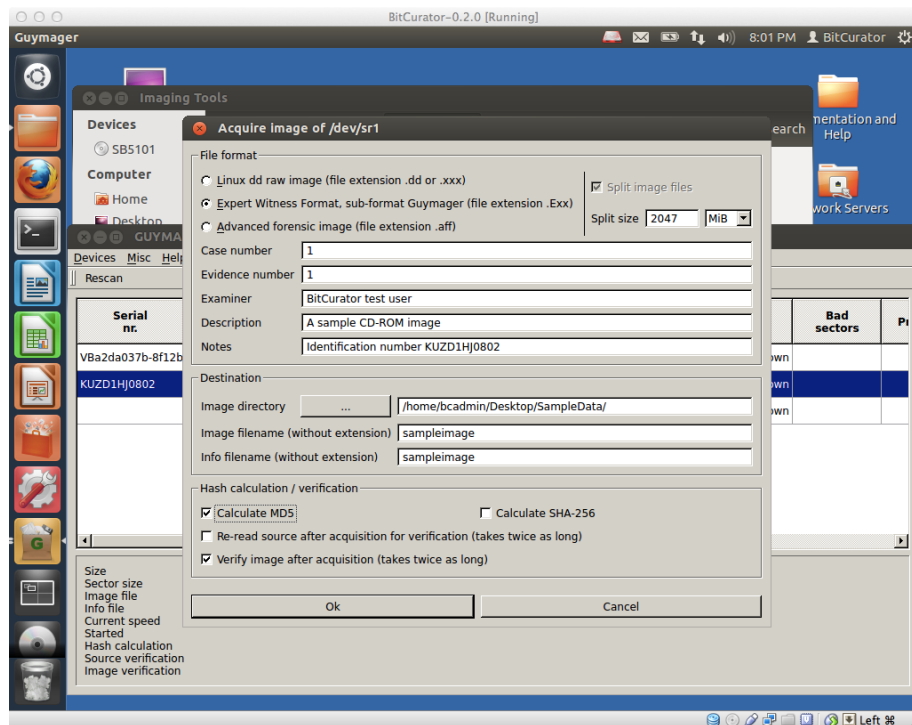 BitCurator-0.2.0 [Running]
Guymager
8:01 PM BitCurator
Imaging Tools
Devices
SB5101
Computer
Home
Desktop
earch
mentation and
Help
work Servers
GUYMA
Devices Misc Help
Rescan
Serial
nr.
Bad
sectors
VBa2da037b-8f12b
own
KUZD1HJ0802
own
own
Acquire image of /dev/sr1
File format
Linux dd raw image (file extension .dd or .xxx)
Expert Witness Format, sub-format Guymager (file extension .Exx)
Advanced forensic image (file extension .aff)
Split image files
Split size 2047 MiB
Case number 1
Evidence number 1
Examiner BitCurator test user
Description A sample CD-ROM image
Notes Identification number KUZD1HJ0802
Destination
Image directory ... /home/bcadmin/Desktop/SampleData/
Image filename (without extension) sampleimage
Info filename (without extension) sampleimage
Hash calculation / verification
Calculate MD5
Calculate SHA-256
Re-read source after acquisition for verification (takes twice as long)
Verify image after acquisition (takes twice as long)
Ok
Cancel
Size
Sector size
Image file
Info file
Current speed
Started
Hash calculation
Source verification
Image verification
Left ⌘